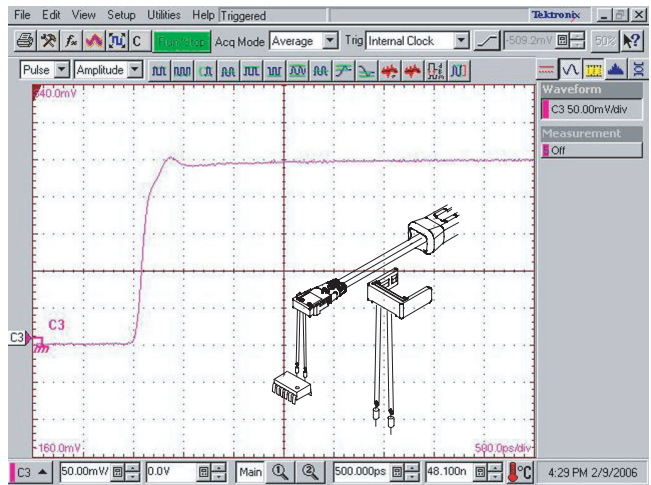 File Edit View Setup Utilities Help Triggered Tektronix
Run/Stop Acq Mode Average Trig Internal Clock -509.2mV 50%
Pulse Amplitude
340.0mV
Waveform
C3 50.00mV/div
Measurement
Off
C3
C3
-160.0mV
500.0ps/div
C3 50.00mV/ 0.0V Main 1 2 500.000ps 48.100n °C 4:29 PM 2/9/2006